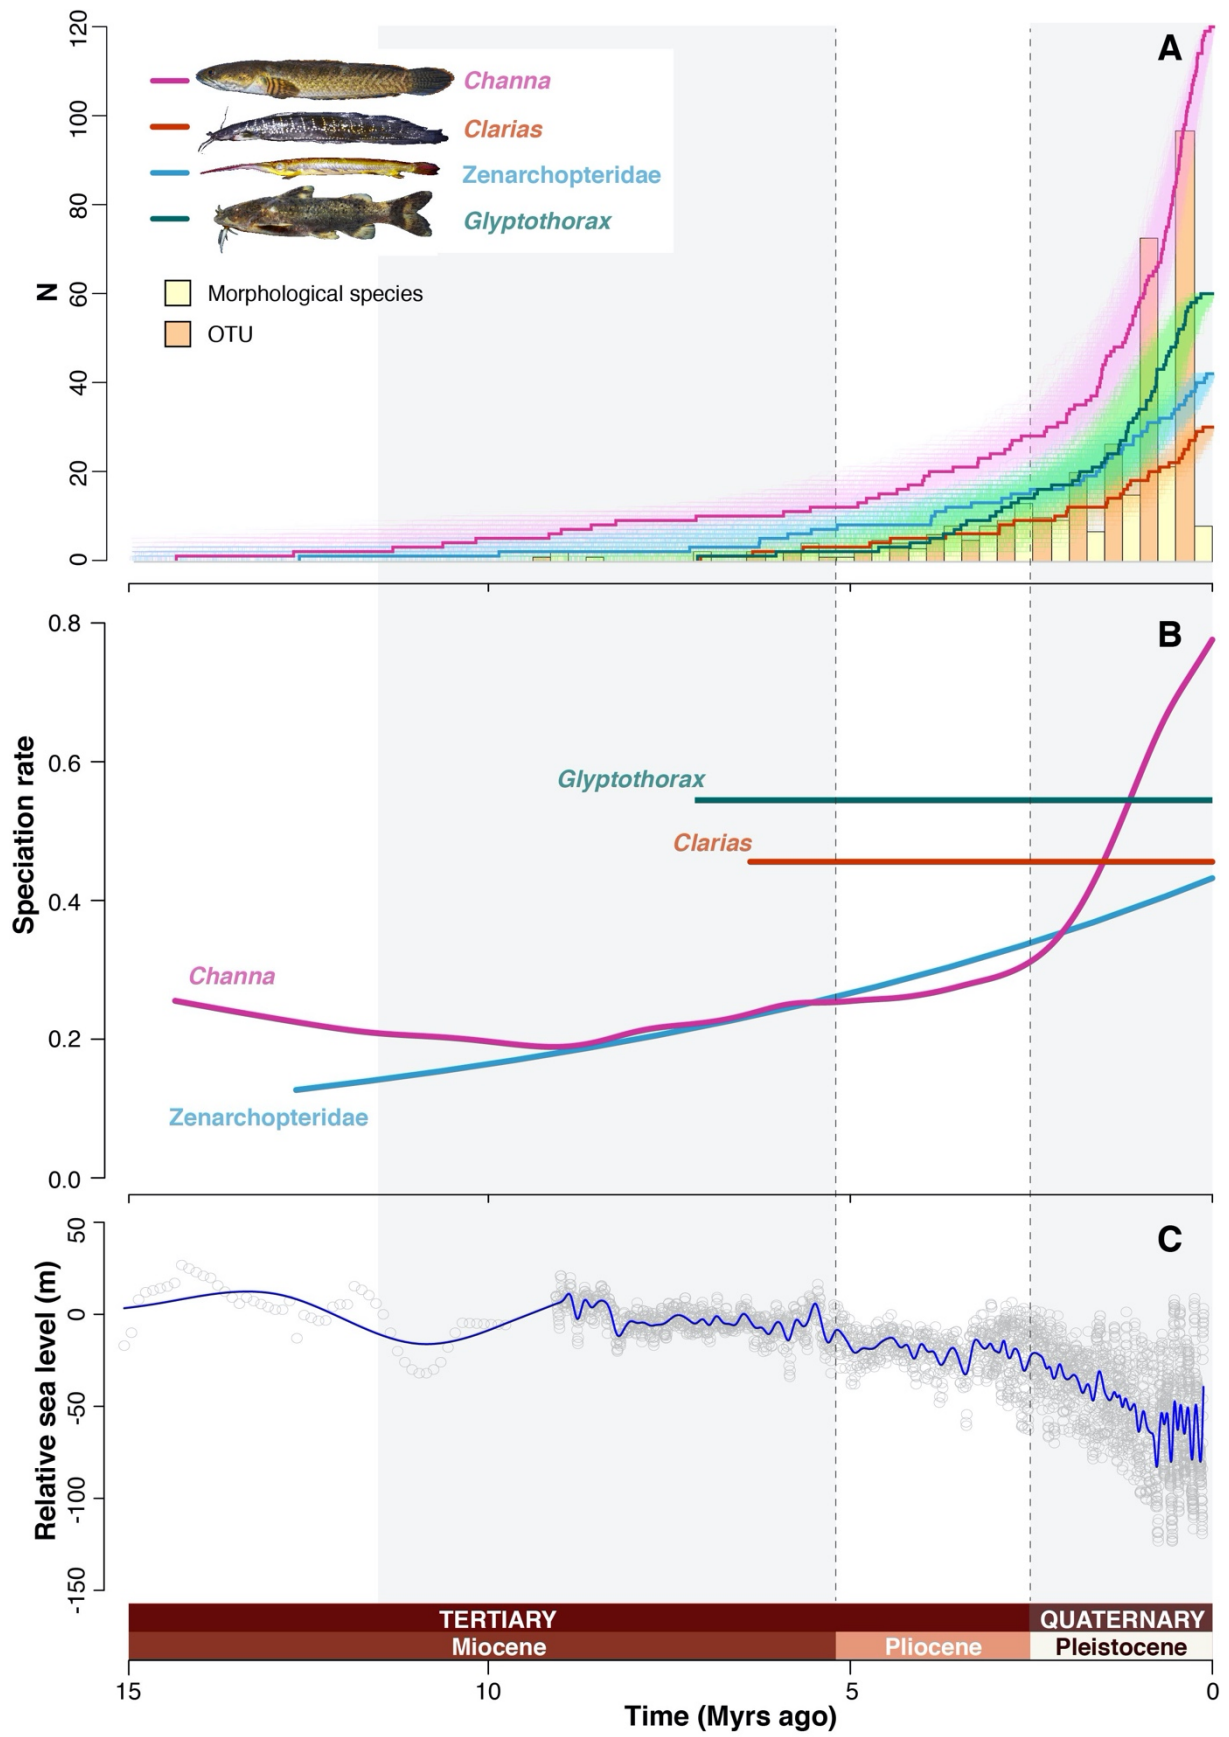 A
120
100
80
60
40
20
0
N
Channa
Clarias
Zenarchopteridae
Glyptothorax
Morphological species
OTU
B
0.8
0.6
0.4
0.2
0.0
Speciation rate
Glyptothorax
Clarias
Channa
Zenarchopteridae
C
50
0
-50
-100
-150
Relative sea level (m)
TERTIARY QUATERNARY
Miocene Pliocene Pleistocene
15 10 5 0
Time (Myrs ago)